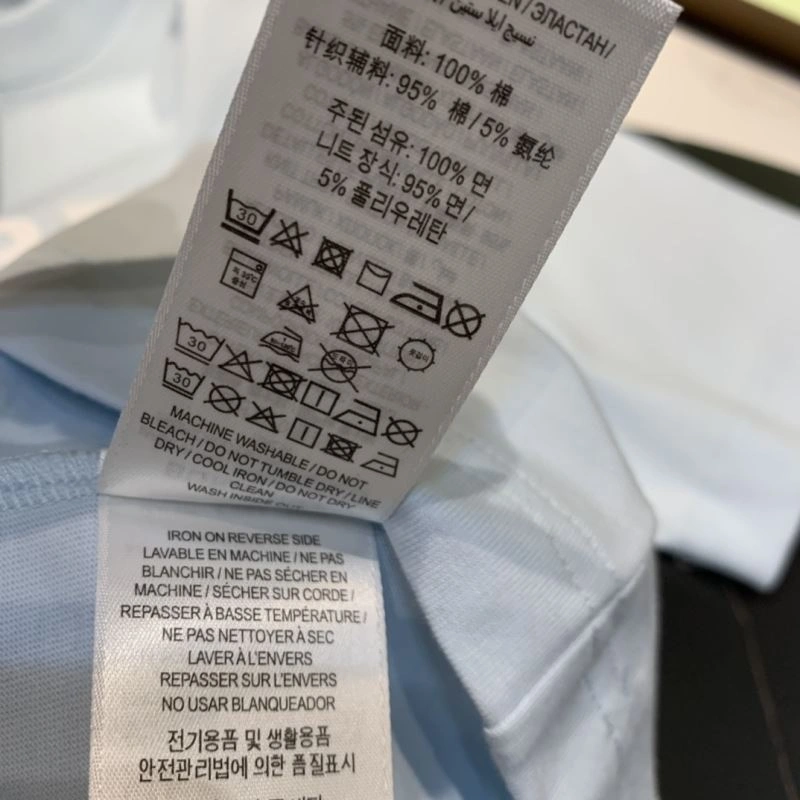 EN / ЭЛАСТАН /
نسيج إيلاستين
面料: 100% 棉
针织辅料: 95% 棉 / 5% 氨纶
주된 섬유: 100% 면
니트 장식: 95% 면 /
5% 폴리우레탄
30
30
30
MACHINE WASHABLE / DO NOT
BLEACH / DO NOT TUMBLE DRY / LINE
DRY / COOL IRON / DO NOT DRY
CLEAN
WASH INSIDE OUT
IRON ON REVERSE SIDE
LAVABLE EN MACHINE / NE PAS
BLANCHIR / NE PAS SÉCHER EN
MACHINE / SÉCHER SUR CORDE /
REPASSER À BASSE TEMPÉRATURE /
NE PAS NETTOYER À SEC
LAVER À L'ENVERS
REPASSER SUR L'ENVERS
NO USAR BLANQUEADOR
전기용품 및 생활용품
안전관리법에 의한 품질표시